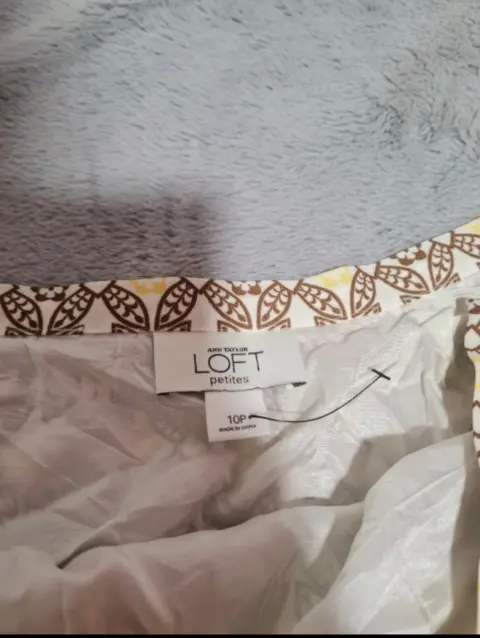 ANN TAYLOR
LOFT
petites
10P
MADE IN CHINA